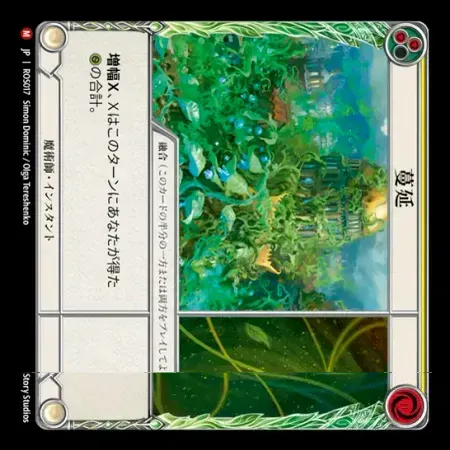 蔓延
融合 (このカードの半分の一方または両方をプレイしてよ
増幅X、Xはこのターンにあなたが得た
の合計。
魔術師・インスタント
M JP | ROS017 Simon Dominic / Olga Tereshenko
Story Studios